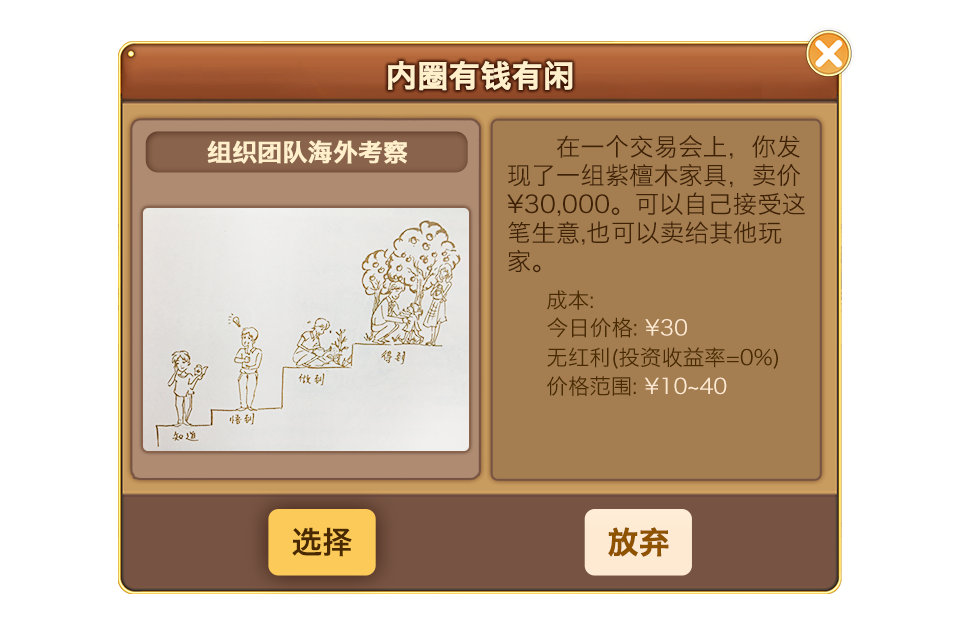 内圈有钱有闲
组织团队海外考察
知道
悟到
做到
得到
在一个交易会上，你发
现了一组紫檀木家具，卖价
¥30,000。可以自己接受这
笔生意,也可以卖给其他玩
家。
成本:
今日价格: ¥30
无红利(投资收益率=0%)
价格范围: ¥10~40
选择
放弃